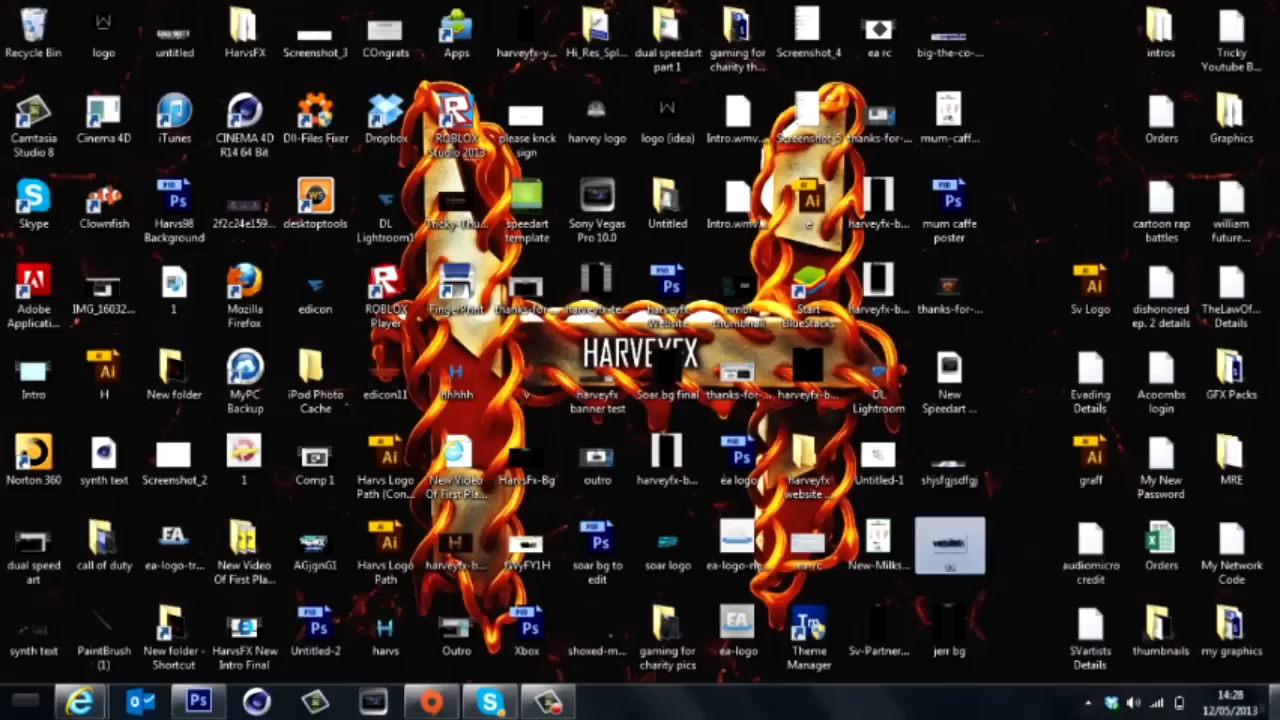 Recycle Bin
logo
untitled
HarvsFX
Screenshot_3
COngrats
Apps
harveyfx-y...
Hi_Res_Spl...
dual speedart
part 1
gaming for
charity th...
Screenshot_4
ea rc
big-the-co-...
intros
Tricky
Youtube B...
Camtasia
Studio 8
Cinema 4D
iTunes
CINEMA 4D
R14 64 Bit
Dll-Files Fixer
Dropbox
ROBLOX
Studio 2013
please knck
sign
harvey logo
logo (idea)
Intro.wmv...
Screenshot_5
thanks-for-...
mum-caff...
Orders
Graphics
Skype
Clownfish
Harvs98
Background
2f2c24e159...
desktoptools
DL
Lightroom1
Tricky-Thu...
speedart
template
Sony Vegas
Pro 10.0
Untitled
Intro.wmv...
e
harveyfx-b...
mum caffe
poster
cartoon rap
battles
william
future...
Adobe
Applicati...
IMG_16032...
1
Mozilla
Firefox
edicon
ROBLOX
Player
FingerPrint
thanks-for-...
harveyfx-te...
harveyfx
Website
thumbnail
Start
BlueStacks
harveyfx-b...
thanks-for-...
Sv Logo
dishonored
ep. 2 details
TheLawOf...
Details
HARVEYFX
Intro
H
New folder
MyPC
Backup
iPod Photo
Cache
edicon11
hhhhh
v
harveyfx
banner test
Soar bg final
thanks-for-...
harveyfx-b...
DL
Lightroom
New
Speedart ...
Evading
Details
Acoombs
login
GFX Packs
Norton 360
synth text
Screenshot_2
1
Comp 1
Harvs Logo
Path (Con...
New Video
Of First Pla...
HarvsFx-Bg
outro
harveyfx-b...
ea logo
harveyfx
website ...
Untitled-1
shjsfgjsdfgj
graff
My New
Password
MRE
dual speed
art
call of duty
ea-logo-tr...
New Video
Of First Pla...
AGjgnG1
Harvs Logo
Path
harveyfx-b...
tWyFY1H
soar bg to
edit
soar logo
ea-logo-ne...
ea-rc
New-Milks...
audiomicro
credit
Orders
My Network
Code
synth text
PaintBrush
(1)
New folder -
Shortcut
HarvsFX New
Intro Final
Untitled-2
harvs
Outro
Xbox
shoxed-m...
gaming for
charity pics
ea-logo
Theme
Manager
Sv-Partner...
jerr bg
SVartists
Details
thumbnails
my graphics
14:28
12/05/2013